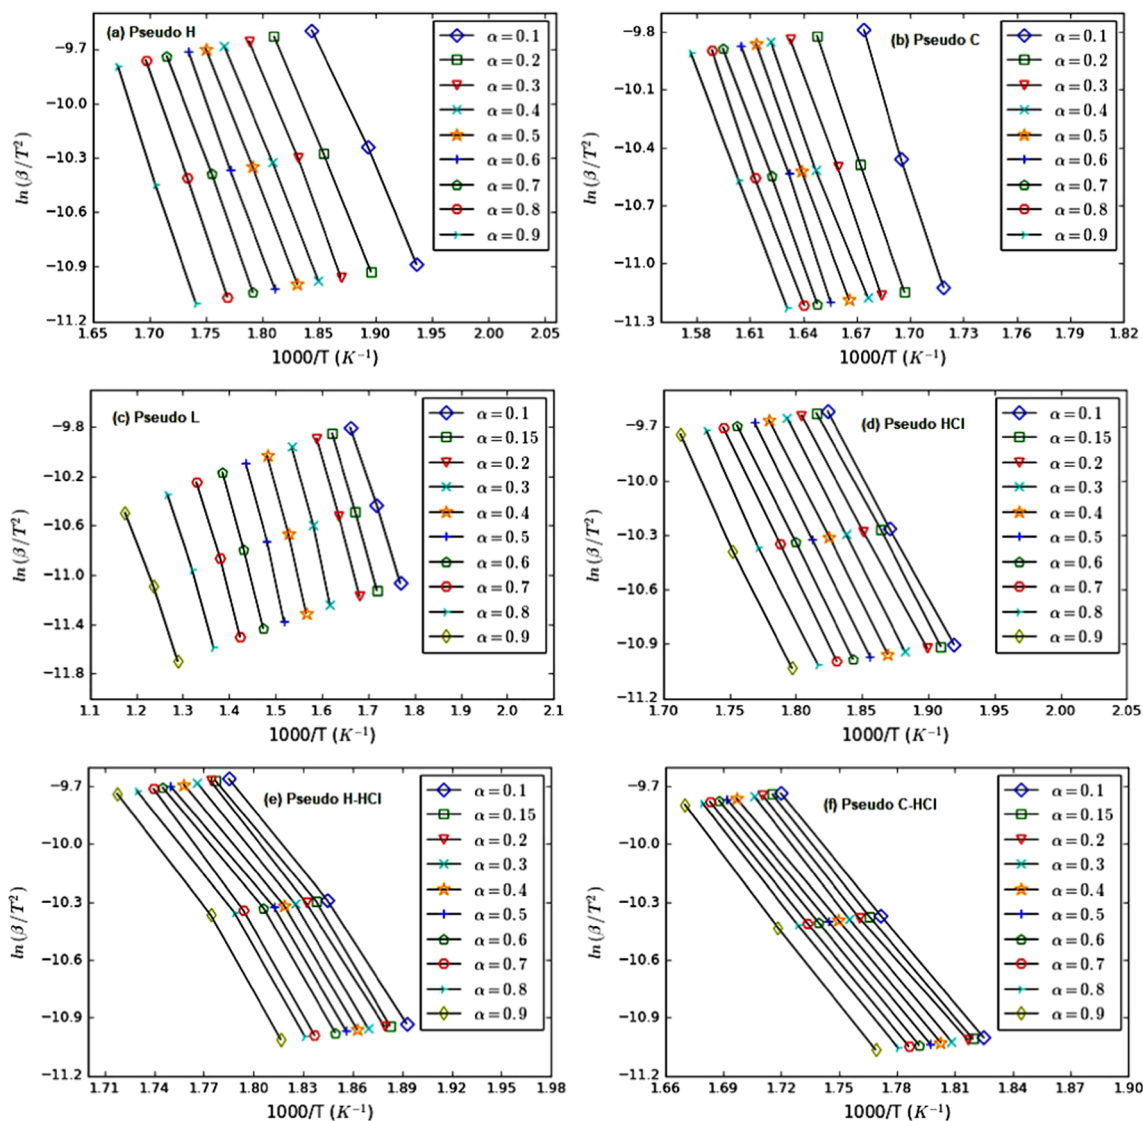 (a) Pseudo H
ln (β/T²)
−9.7
−10.0
−10.3
−10.6
−10.9
−11.2
1.65 1.70 1.75 1.80 1.85 1.90 1.95 2.00 2.05
1000/T (K⁻¹)
α=0.1
α=0.2
α=0.3
α=0.4
α=0.5
α=0.6
α=0.7
α=0.8
α=0.9
(b) Pseudo C
ln (β/T²)
−9.8
−10.1
−10.4
−10.7
−11.0
−11.3
1.58 1.61 1.64 1.67 1.70 1.73 1.76 1.79 1.82
1000/T (K⁻¹)
α=0.1
α=0.2
α=0.3
α=0.4
α=0.5
α=0.6
α=0.7
α=0.8
α=0.9
(c) Pseudo L
ln (β/T²)
−9.8
−10.2
−10.6
−11.0
−11.4
−11.8
1.1 1.2 1.3 1.4 1.5 1.6 1.7 1.8 1.9 2.0 2.1
1000/T (K⁻¹)
α=0.1
α=0.15
α=0.2
α=0.3
α=0.4
α=0.5
α=0.6
α=0.7
α=0.8
α=0.9
(d) Pseudo HCl
ln (β/T²)
−9.7
−10.0
−10.3
−10.6
−10.9
−11.2
1.70 1.75 1.80 1.85 1.90 1.95 2.00 2.05
1000/T (K⁻¹)
α=0.1
α=0.15
α=0.2
α=0.3
α=0.4
α=0.5
α=0.6
α=0.7
α=0.8
α=0.9
(e) Pseudo H-HCl
ln (β/T²)
−9.7
−10.0
−10.3
−10.6
−10.9
−11.2
1.71 1.74 1.77 1.80 1.83 1.86 1.89 1.92 1.95 1.98
1000/T (K⁻¹)
α=0.1
α=0.15
α=0.2
α=0.3
α=0.4
α=0.5
α=0.6
α=0.7
α=0.8
α=0.9
(f) Pseudo C-HCl
ln (β/T²)
−9.7
−10.0
−10.3
−10.6
−10.9
−11.2
1.66 1.69 1.72 1.75 1.78 1.81 1.84 1.87 1.90
1000/T (K⁻¹)
α=0.1
α=0.15
α=0.2
α=0.3
α=0.4
α=0.5
α=0.6
α=0.7
α=0.8
α=0.9